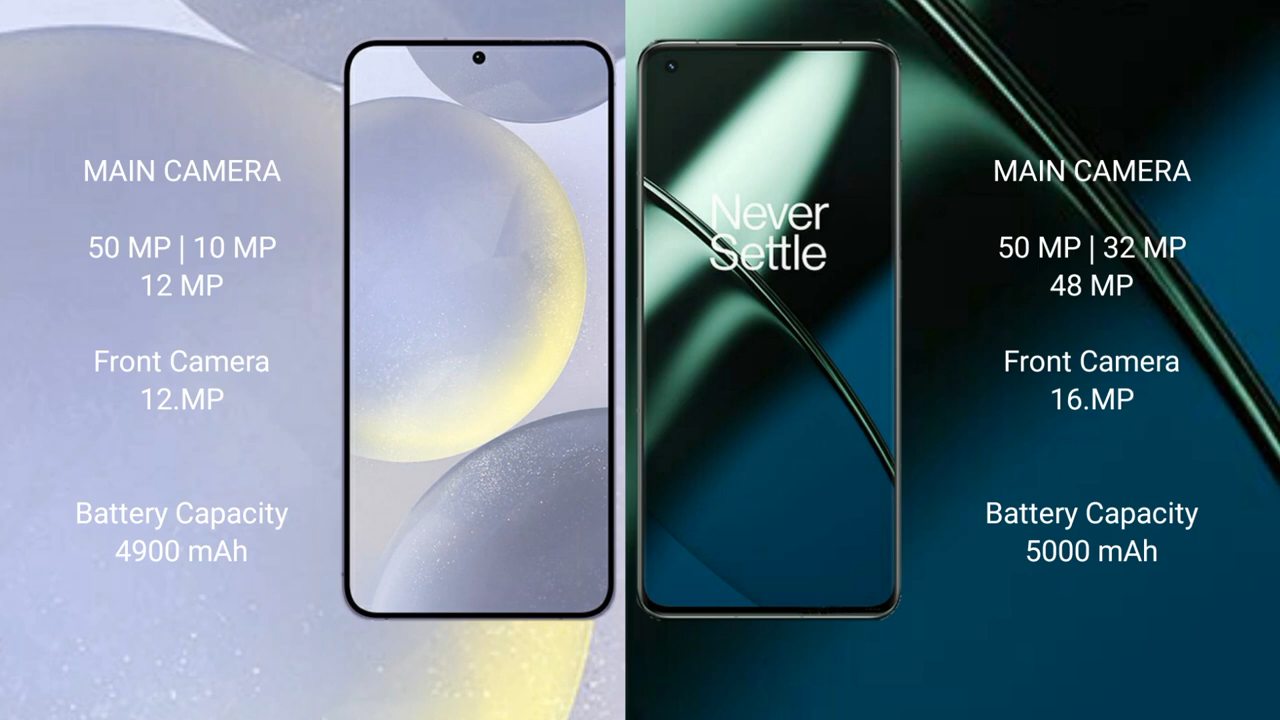 MAIN CAMERA
50 MP | 10 MP
12 MP
Front Camera
12.MP
Battery Capacity
4900 mAh
Never
Settle
MAIN CAMERA
50 MP | 32 MP
48 MP
Front Camera
16.MP
Battery Capacity
5000 mAh